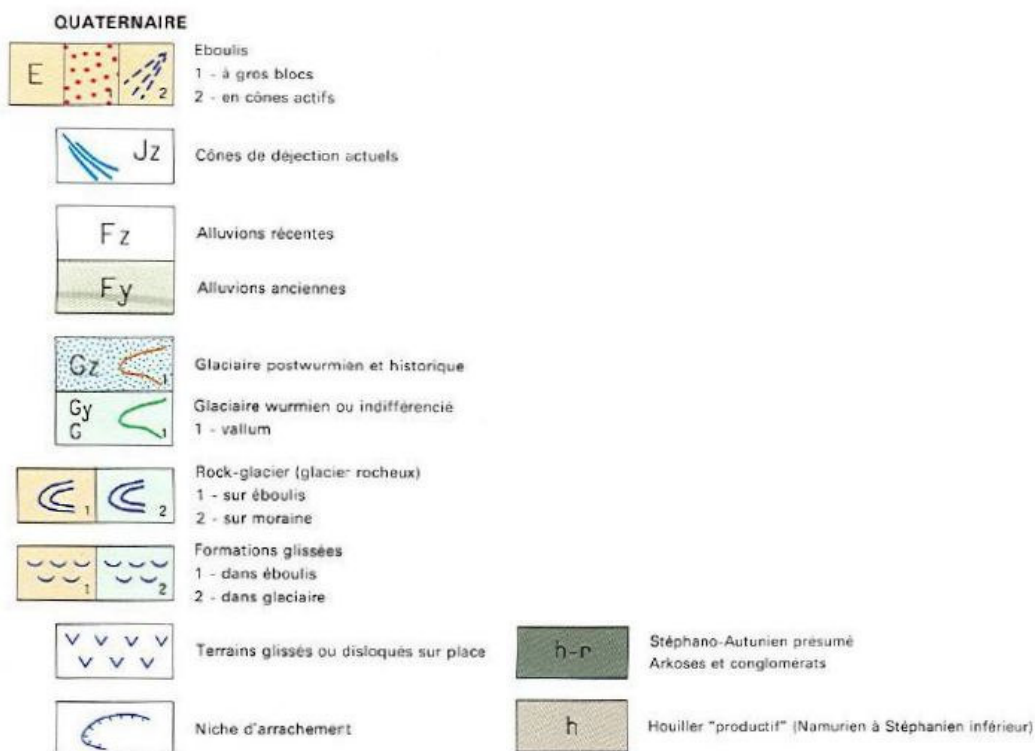 QUATERNAIRE
E 1 2
Eboulis
1 - à gros blocs
2 - en cônes actifs
Jz
Cônes de déjection actuels
Fz
Alluvions récentes
Fy
Alluvions anciennes
Gz 1
Glaciaire postwurmien et historique
Gy
G 1
Glaciaire wurmien ou indifférencié
1 - vallum
1 2
Rock-glacier (glacier rocheux)
1 - sur éboulis
2 - sur moraine
1 2
Formations glissées
1 - dans éboulis
2 - dans glaciaire
Terrains glissés ou disloqués sur place
Niche d'arrachement
h-r
Stéphano-Autunien présumé
Arkoses et conglomérats
h
Houiller "productif" (Namurien à Stéphanien inférieur)